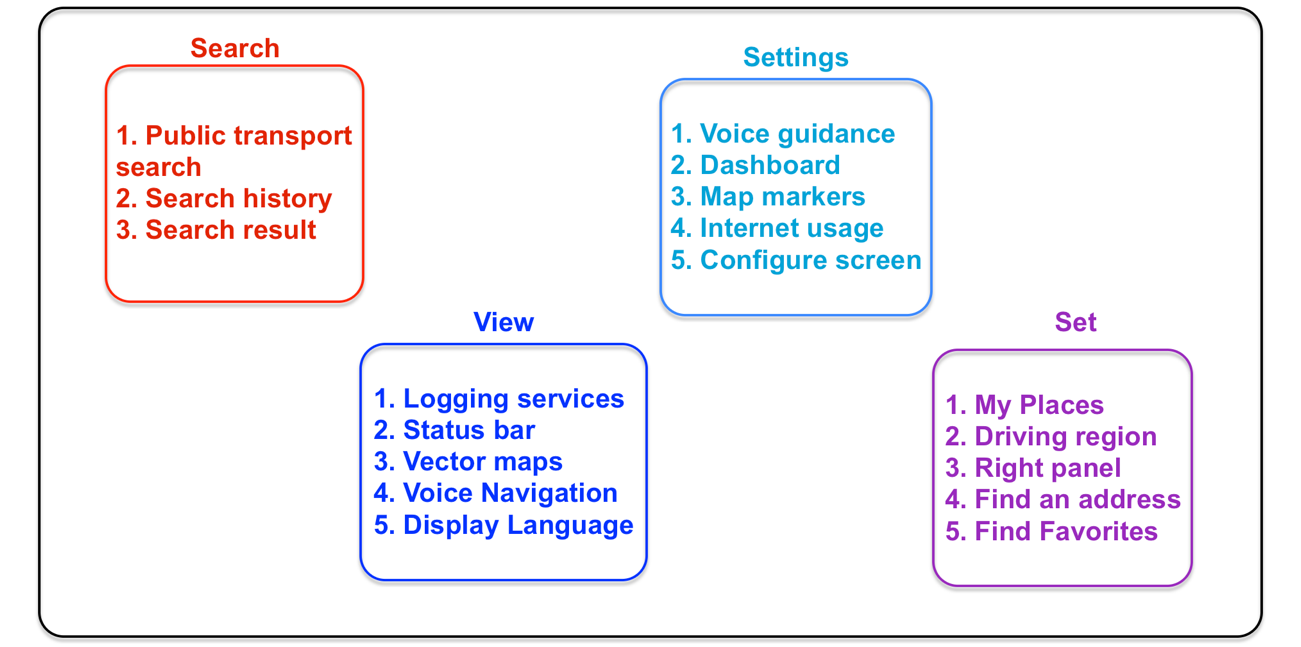 Search
1. Public transport
search
2. Search history
3. Search result
Settings
1. Voice guidance
2. Dashboard
3. Map markers
4. Internet usage
5. Configure screen
View
1. Logging services
2. Status bar
3. Vector maps
4. Voice Navigation
5. Display Language
Set
1. My Places
2. Driving region
3. Right panel
4. Find an address
5. Find Favorites